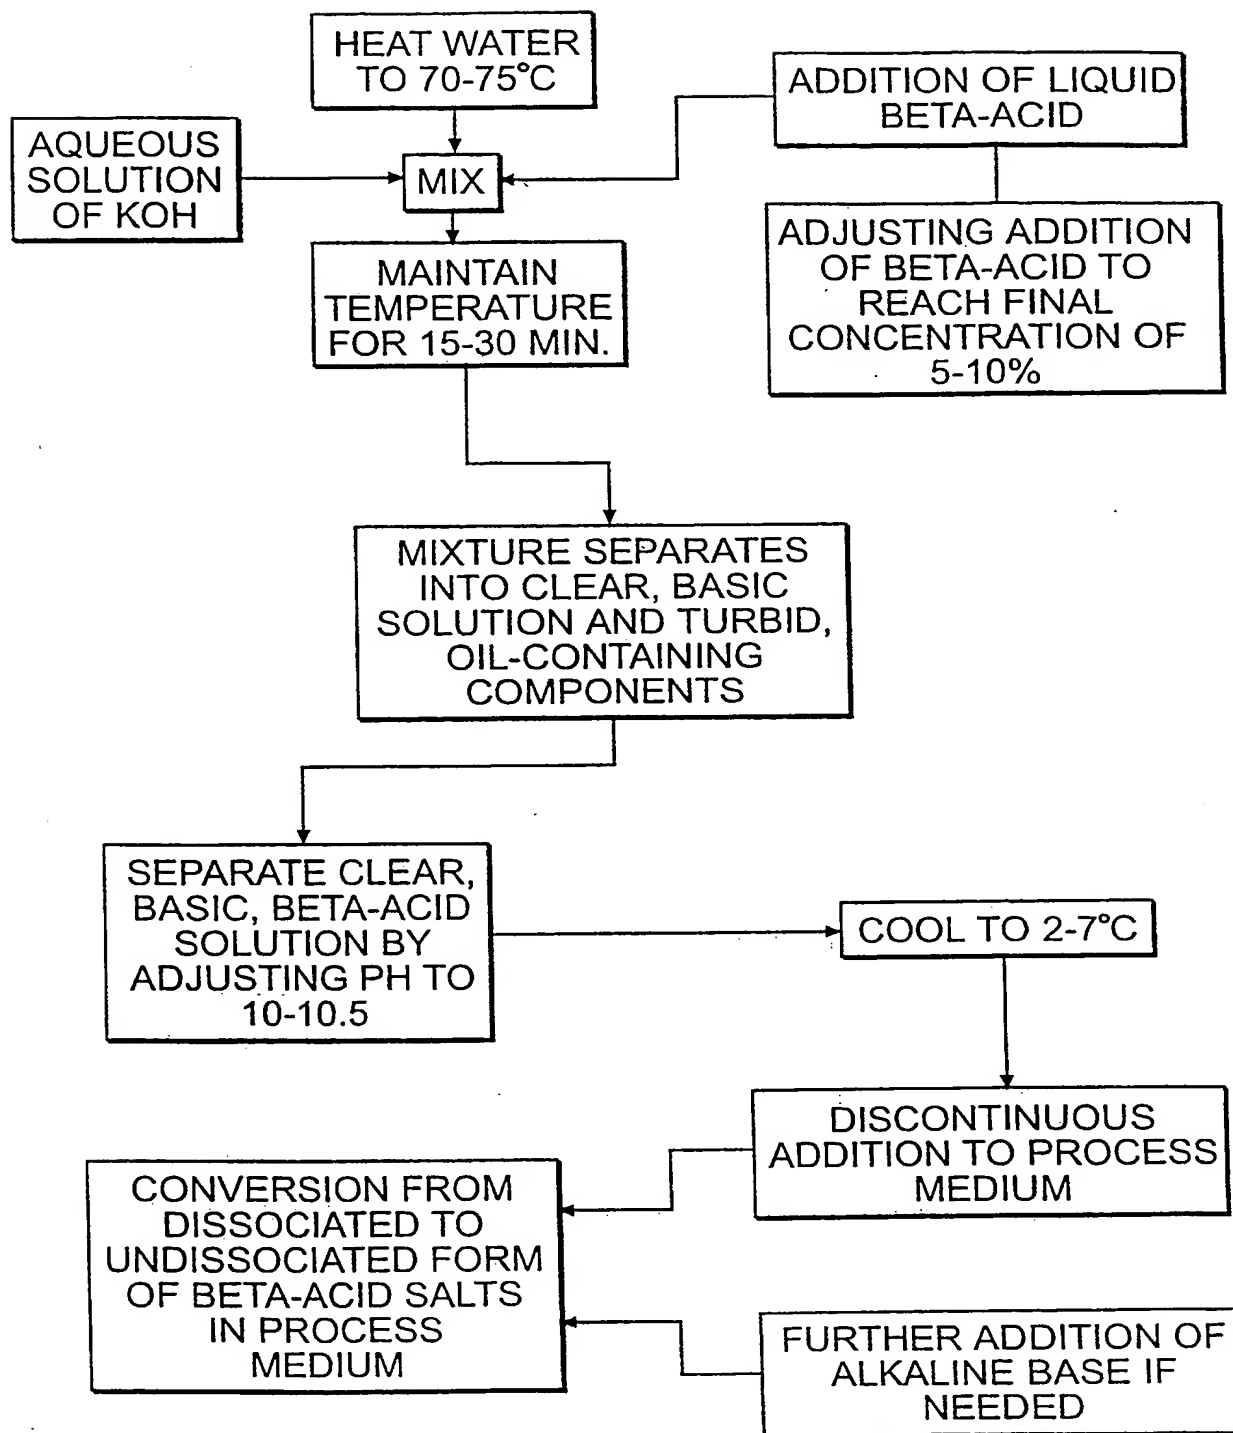 HEAT WATER
TO 70-75°C
ADDITION OF LIQUID
BETA-ACID
AQUEOUS
SOLUTION
OF KOH
MIX
ADJUSTING ADDITION
OF BETA-ACID TO
REACH FINAL
CONCENTRATION OF
5-10%
MAINTAIN
TEMPERATURE
FOR 15-30 MIN.
MIXTURE SEPARATES
INTO CLEAR, BASIC
SOLUTION AND TURBID,
OIL-CONTAINING
COMPONENTS
SEPARATE CLEAR,
BASIC, BETA-ACID
SOLUTION BY
ADJUSTING PH TO
10-10.5
COOL TO 2-7°C
DISCONTINUOUS
ADDITION TO PROCESS
MEDIUM
CONVERSION FROM
DISSOCIATED TO
UNDISSOCIATED FORM
OF BETA-ACID SALTS
IN PROCESS
MEDIUM
FURTHER ADDITION OF
ALKALINE BASE IF
NEEDED